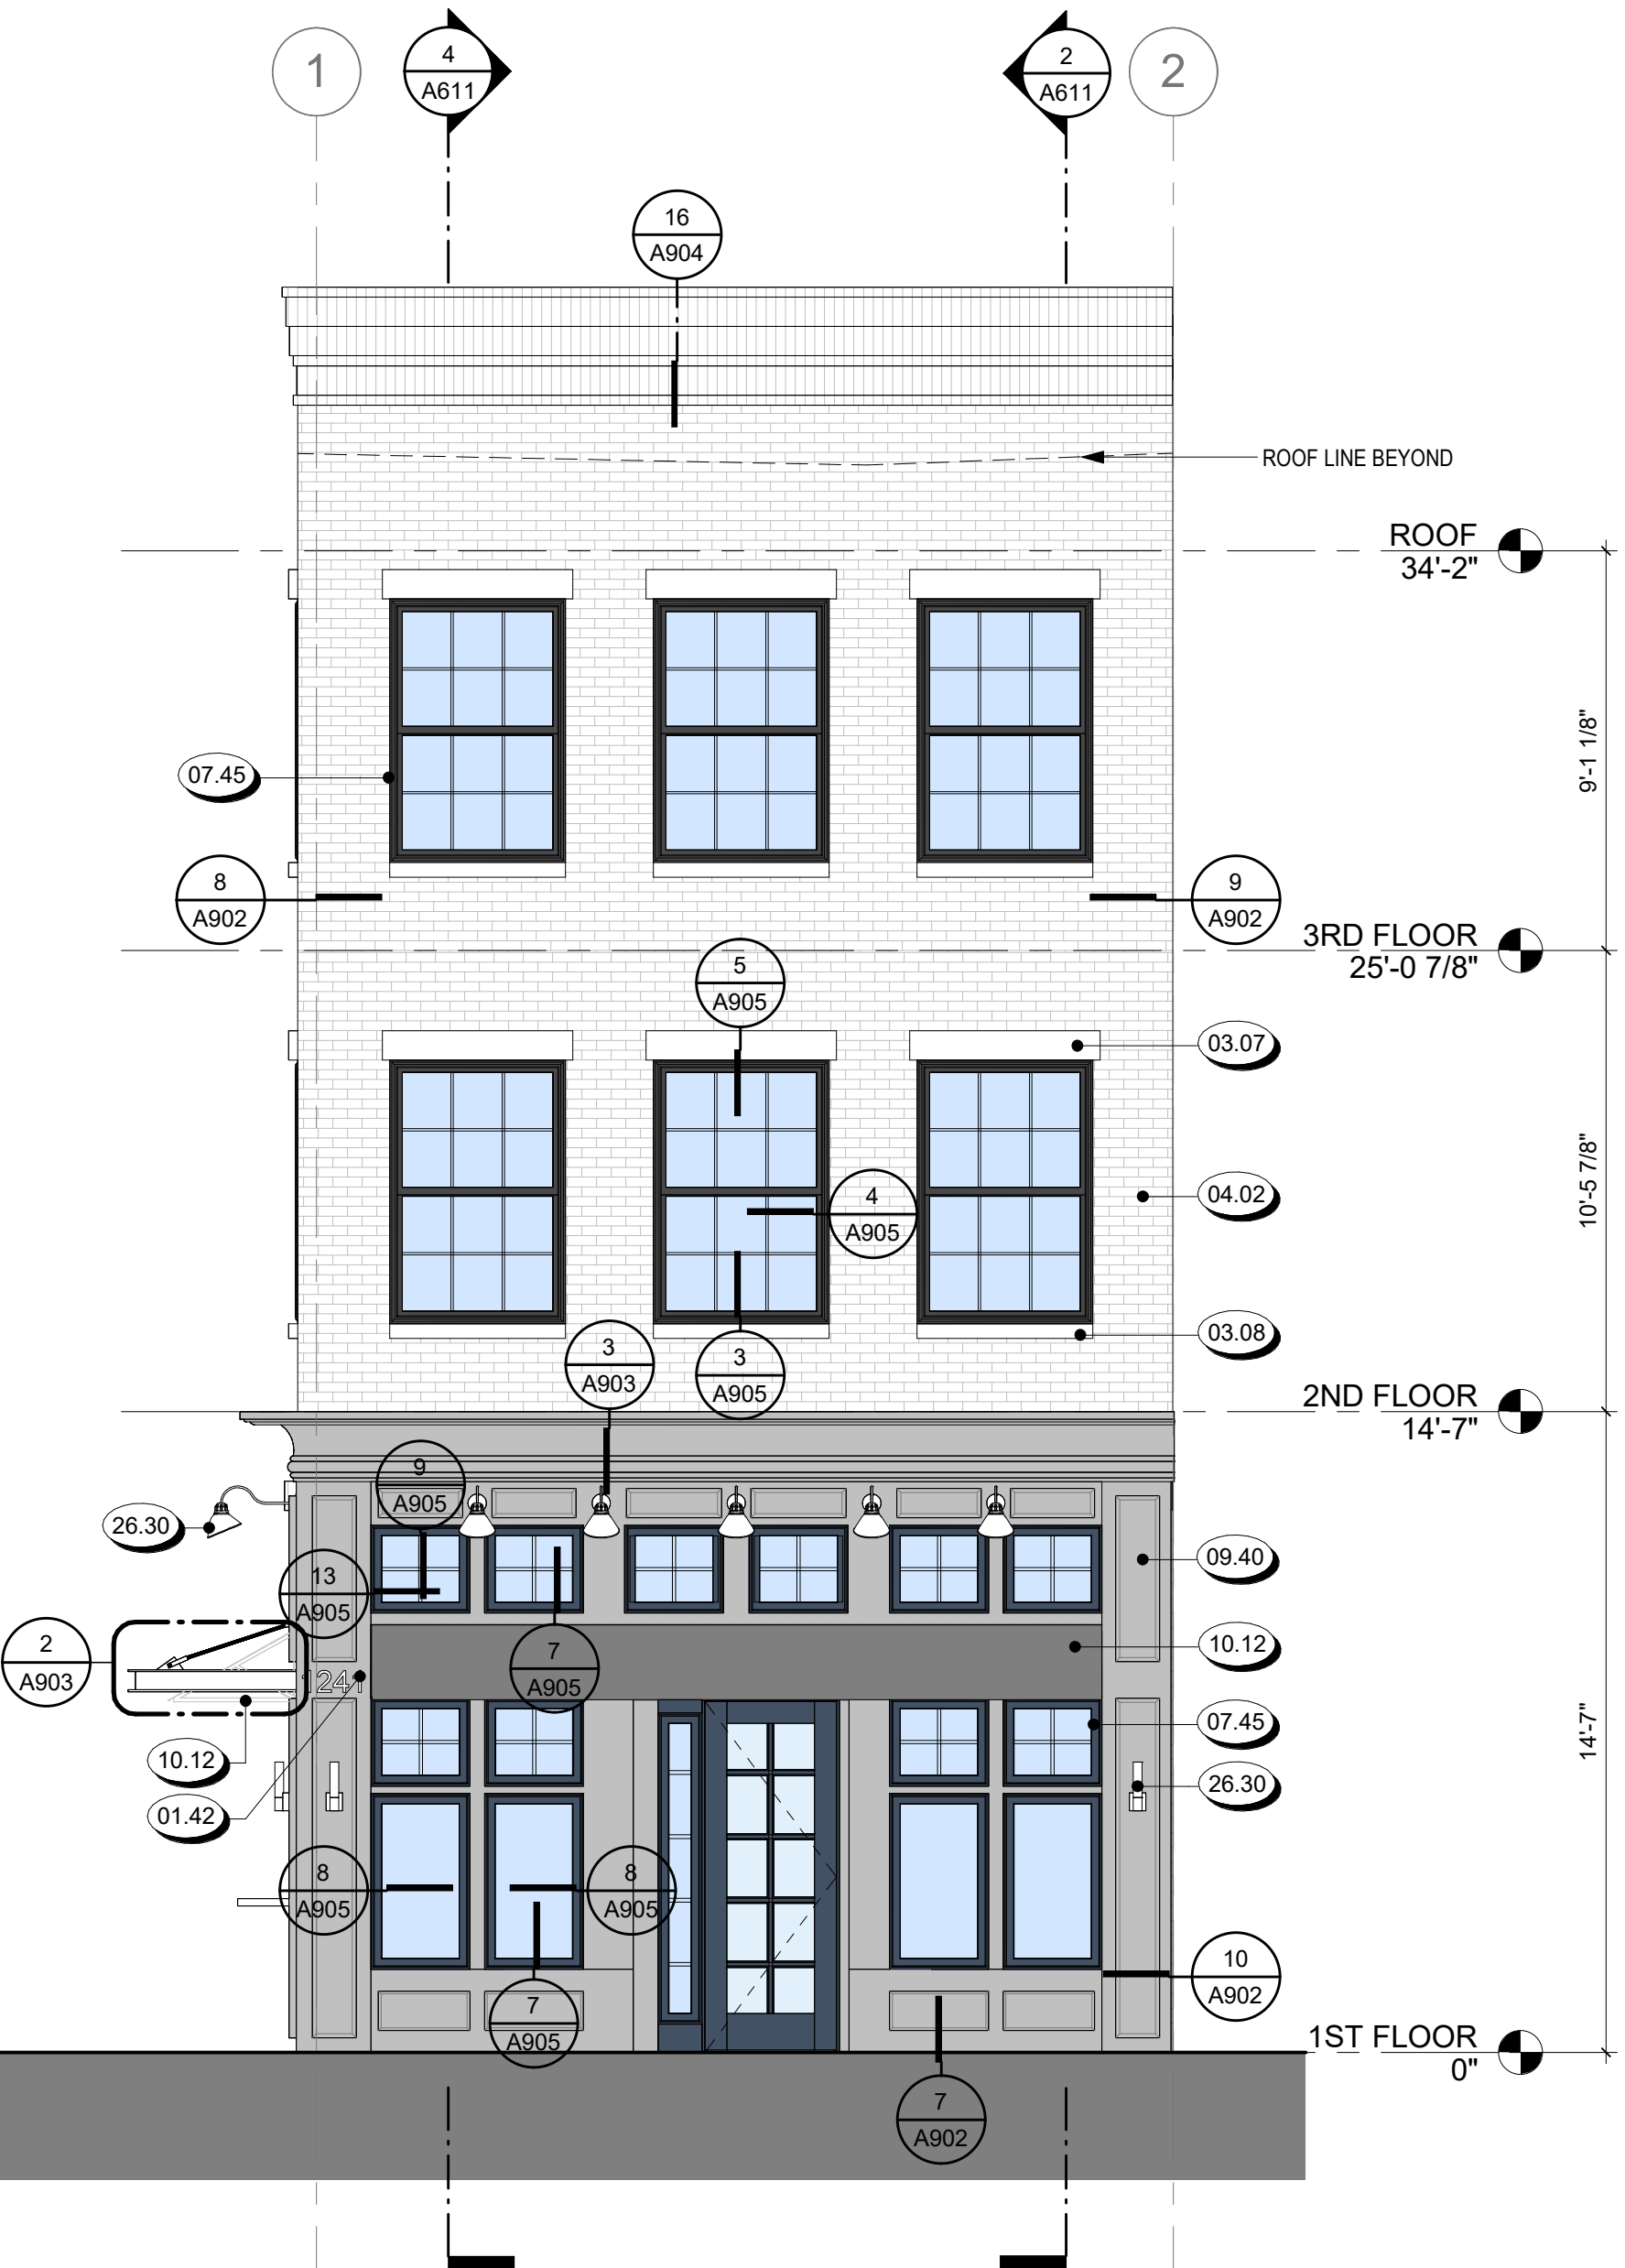 1
4
A611
2
A611
2
16
A904
ROOF LINE BEYOND
ROOF
34'-2"
9'-1 1/8"
07.45
8
A902
9
A902
3RD FLOOR
25'-0 7/8"
5
A905
03.07
10'-5 7/8"
04.02
4
A905
03.08
3
A903
3
A905
2ND FLOOR
14'-7"
9
A905
26.30
09.40
13
A905
2
A903
7
A905
10.12
1241
07.45
14'-7"
10.12
26.30
01.42
8
A905
8
A905
10
A902
7
A905
1ST FLOOR
0"
7
A902